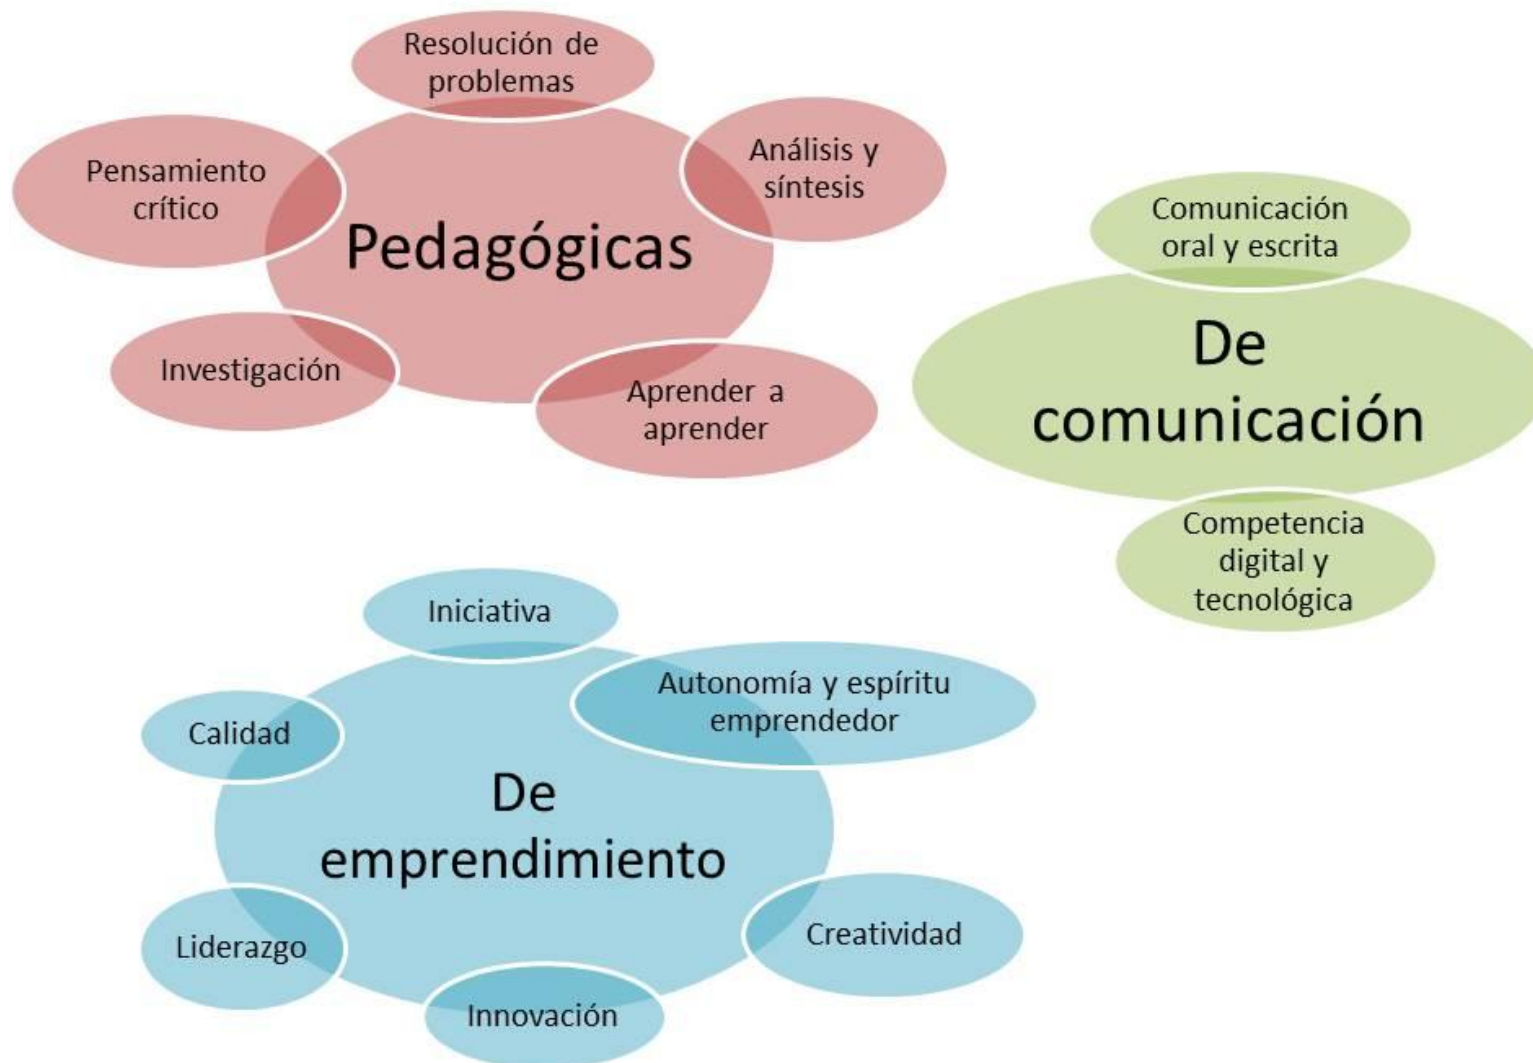 Resolución de
problemas
Análisis y
síntesis
Pensamiento
crítico
Pedagógicas
Investigación
Aprender a
aprender
Comunicación
oral y escrita
De
comunicación
Competencia
digital y
tecnológica
Iniciativa
Autonomía y espíritu
emprendedor
Calidad
De
emprendimiento
Liderazgo
Creatividad
Innovación